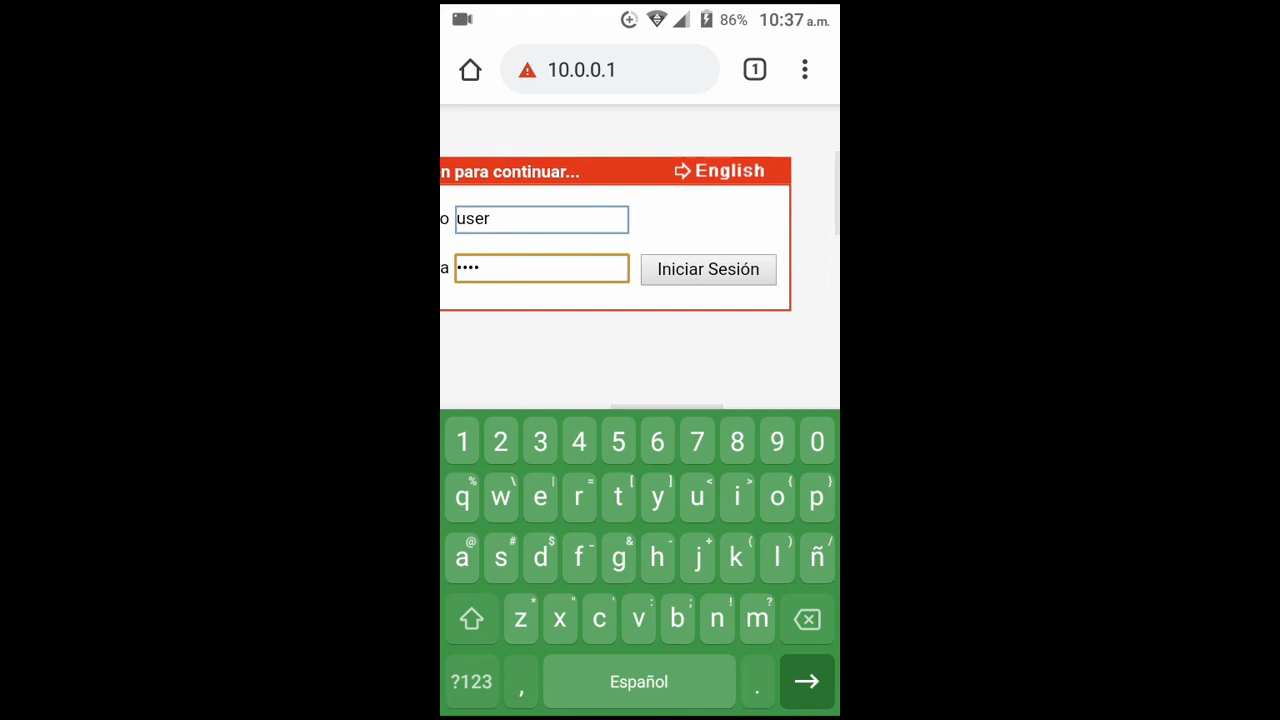 86% 10:37 a.m.
10.0.0.1 1
n para continuar... English
o user
a •••• Iniciar Sesión
1 2 3 4 5 6 7 8 9 0
% \ | = [ ] < > { }
q w e r t y u i o p
@ # $ _ & - + ( ) /
a s d f g h j k l ñ
* " ' : ; ! ?
z x c v b n m
?123 , Español .